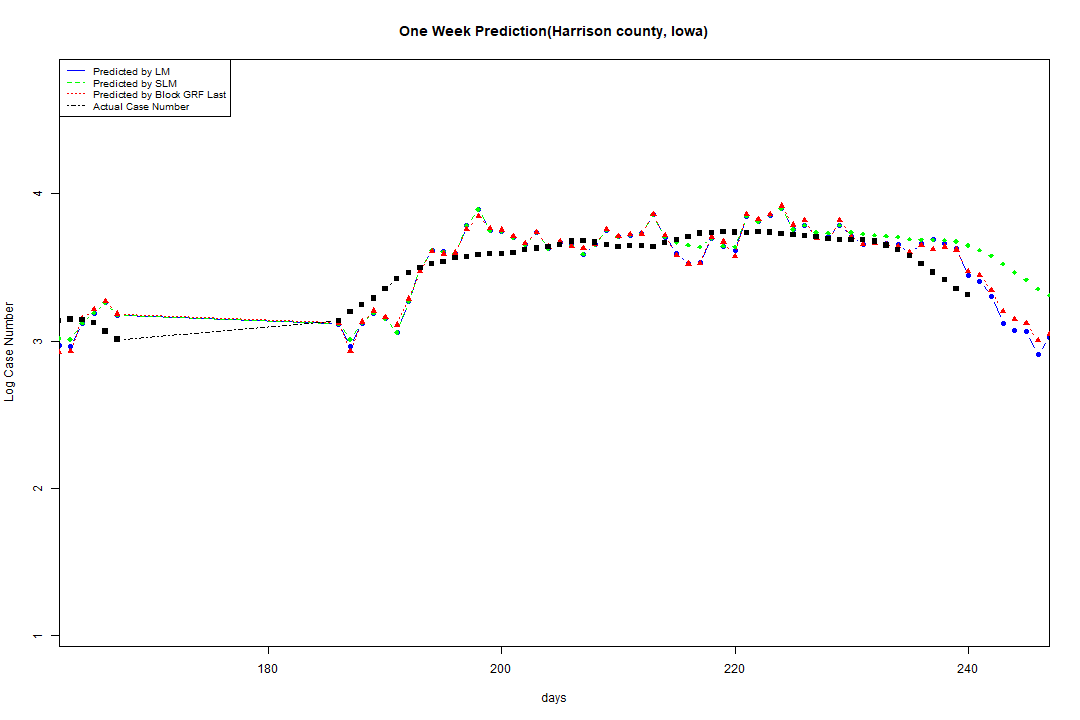 One Week Prediction(Harrison county, Iowa)
Predicted by LM
Predicted by SLM
Predicted by Block GRF Last
Actual Case Number
4
3
2
1
Log Case Number
180 200 220 240
days